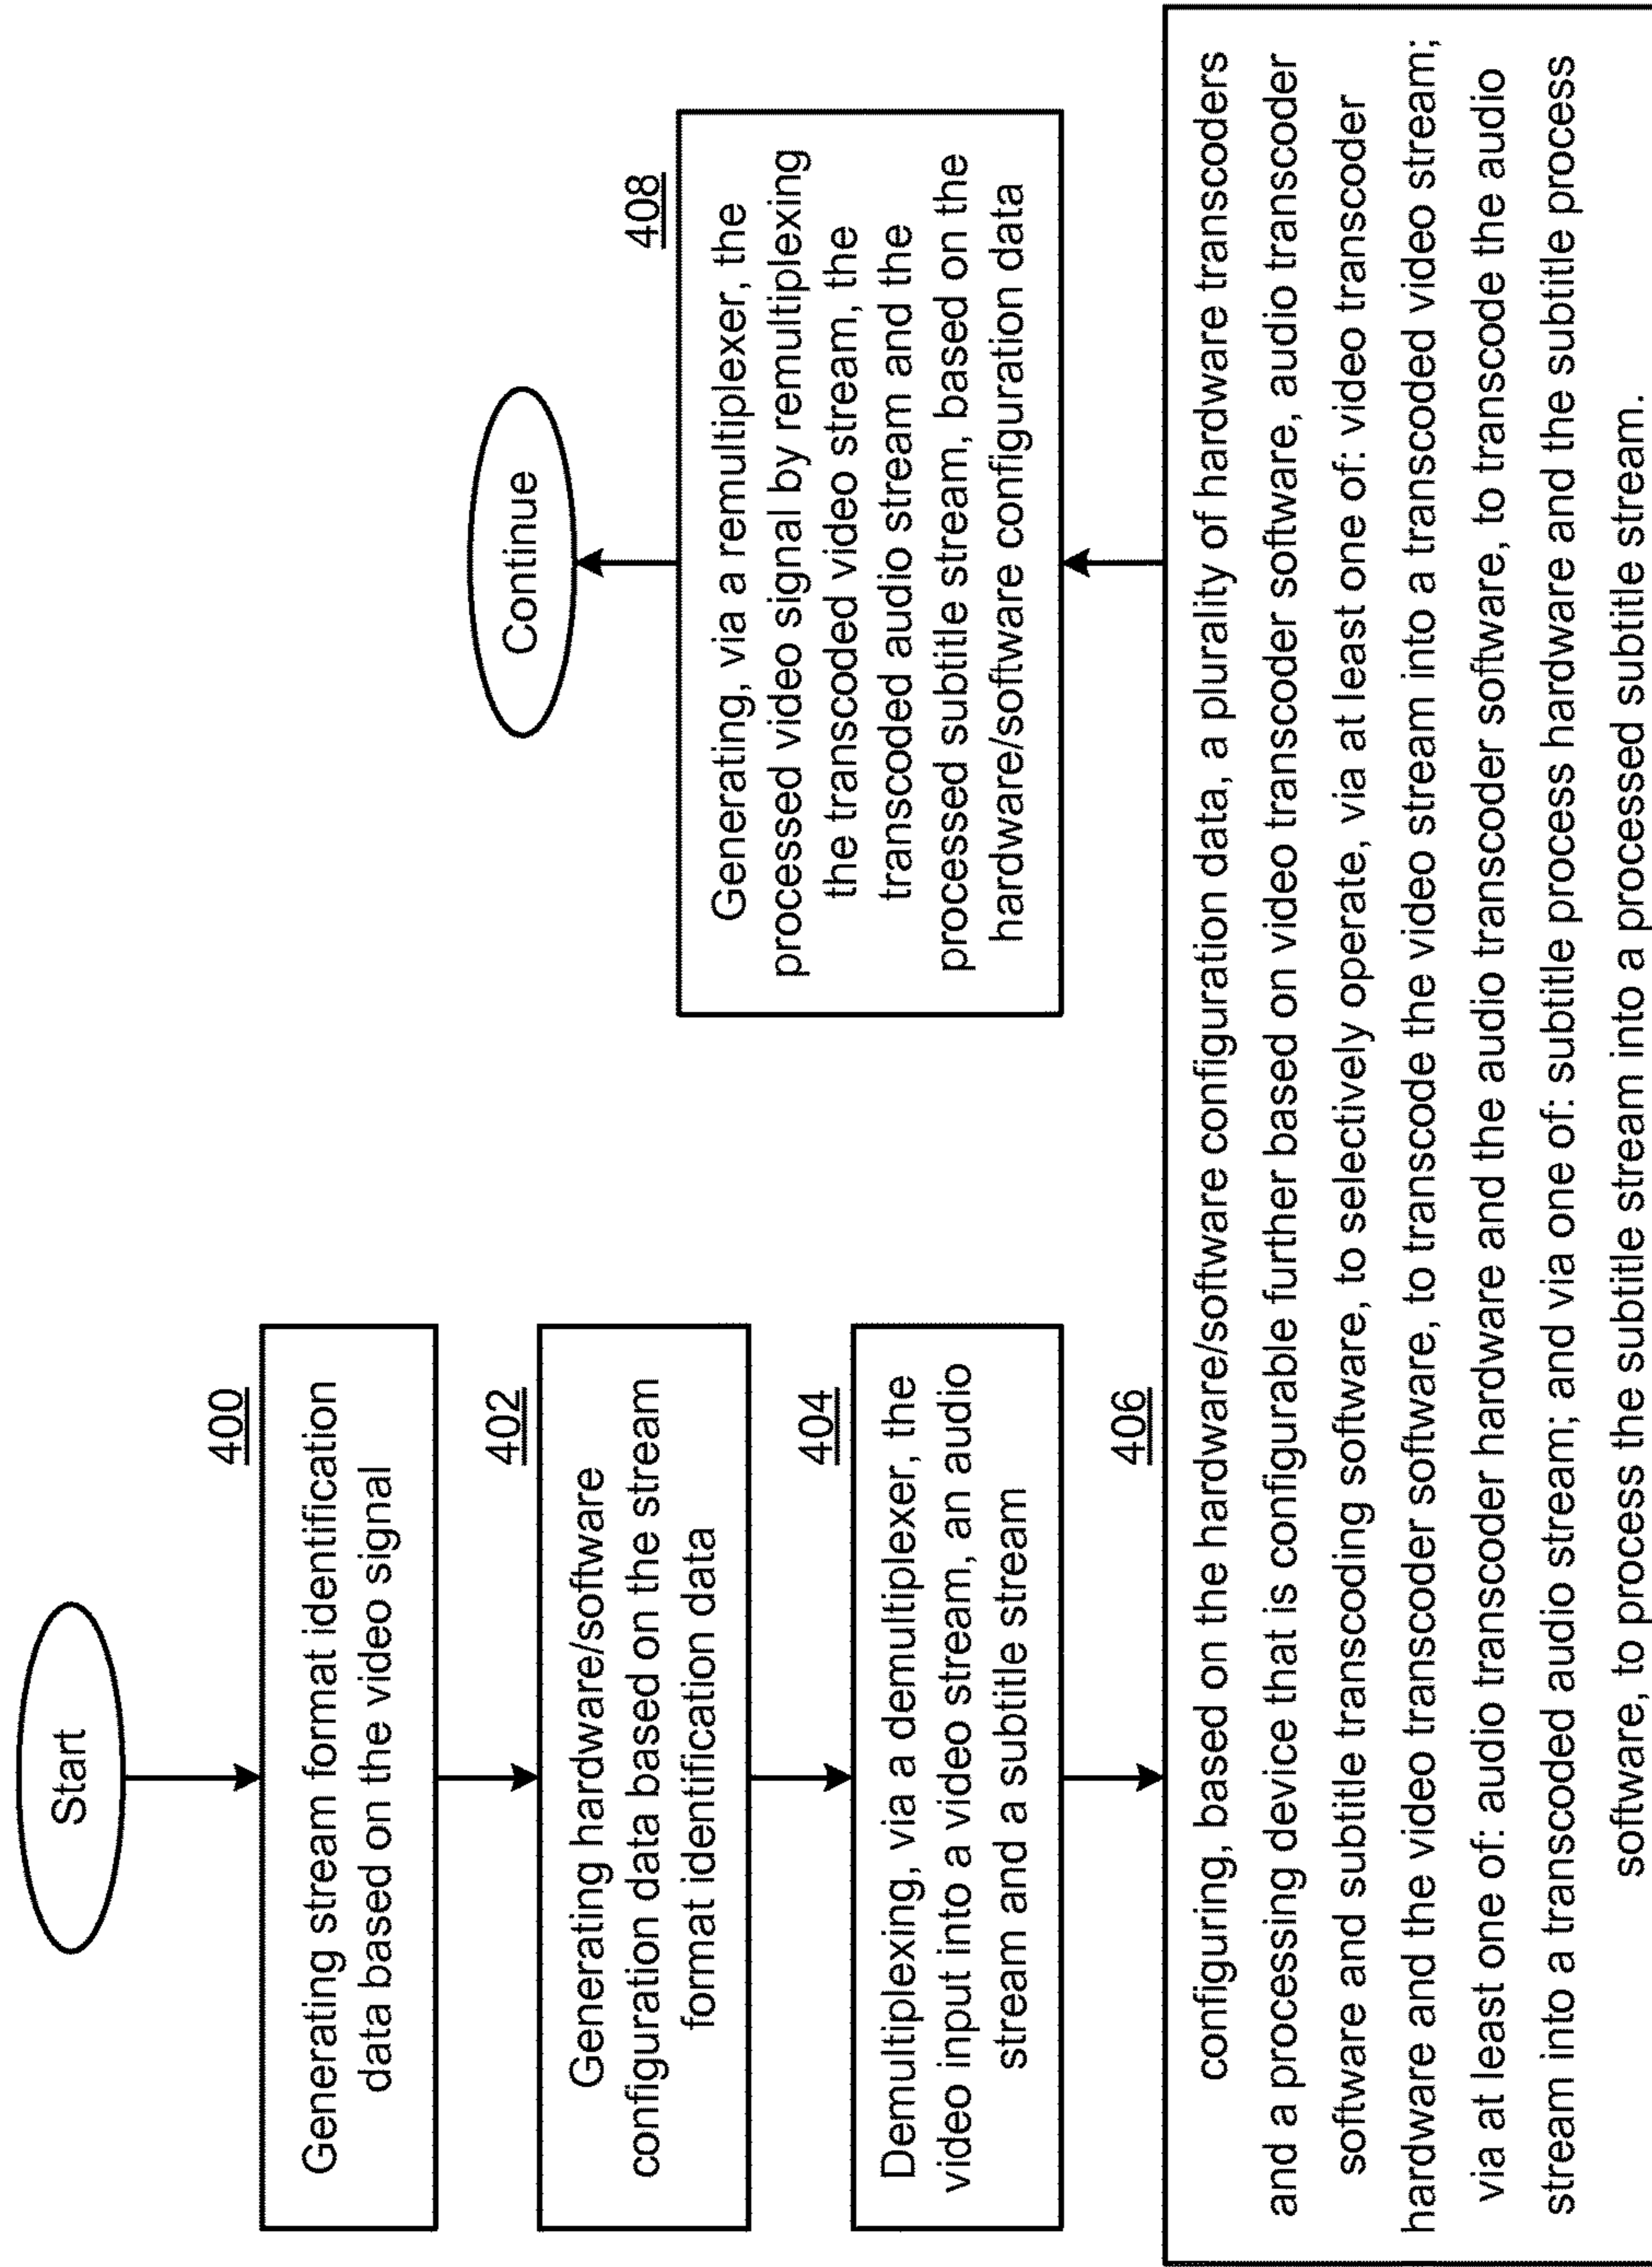 Start
400
Generating stream format identification
data based on the video signal
402
Generating hardware/software
configuration data based on the stream
format identification data
404
Demultiplexing, via a demultiplexer, the
video input into a video stream, an audio
stream and a subtitle stream
406
configuring, based on the hardware/software configuration data, a plurality of hardware transcoders
and a processing device that is configurable further based on video transcoder software, audio transcoder
software and subtitle transcoding software, to selectively operate, via at least one of: video transcoder
hardware and the video transcoder software, to transcode the video stream into a transcoded video stream;
via at least one of: audio transcoder hardware and the audio transcoder software, to transcode the audio
stream into a transcoded audio stream; and via one of: subtitle process hardware and the subtitle process
software, to process the subtitle stream into a processed subtitle stream.
408
Generating, via a remultiplexer, the
processed video signal by remultiplexing
the transcoded video stream, the
transcoded audio stream and the
processed subtitle stream, based on the
hardware/software configuration data
Continue